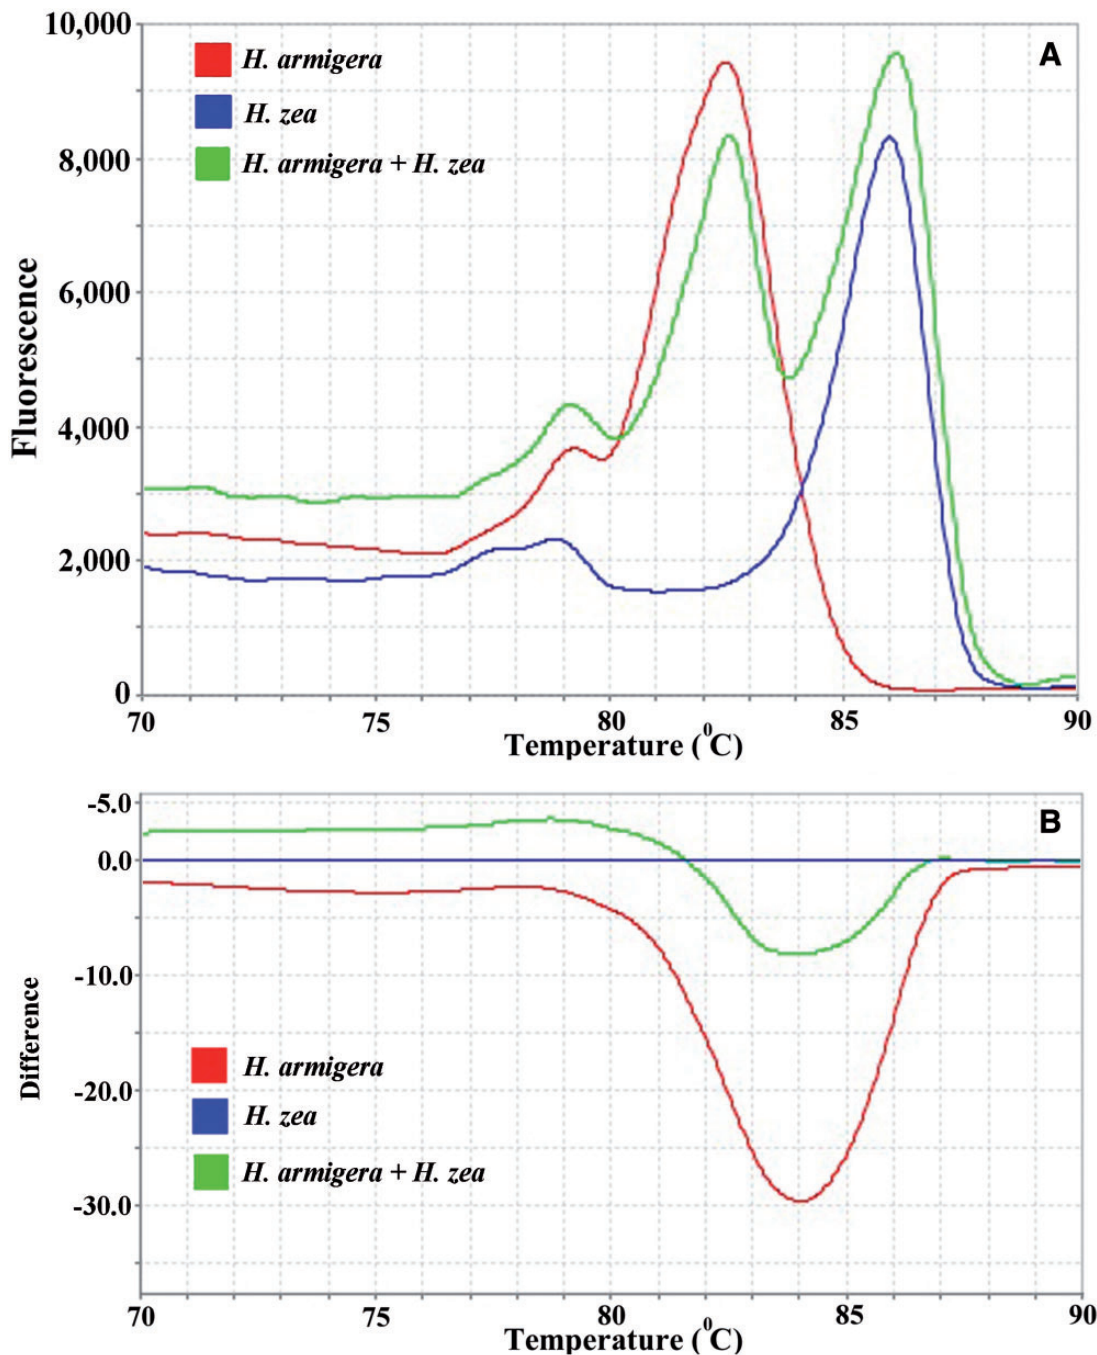 10,000
A
H. armigera
H. zea
8,000
H. armigera + H. zea
6,000
Fluorescence
4,000
2,000
0
70 75 80 85 90
Temperature (⁰C)
-5.0
B
0.0
-10.0
Difference
H. armigera
-20.0
H. zea
H. armigera + H. zea
-30.0
70 75 80 85 90
Temperature (⁰C)